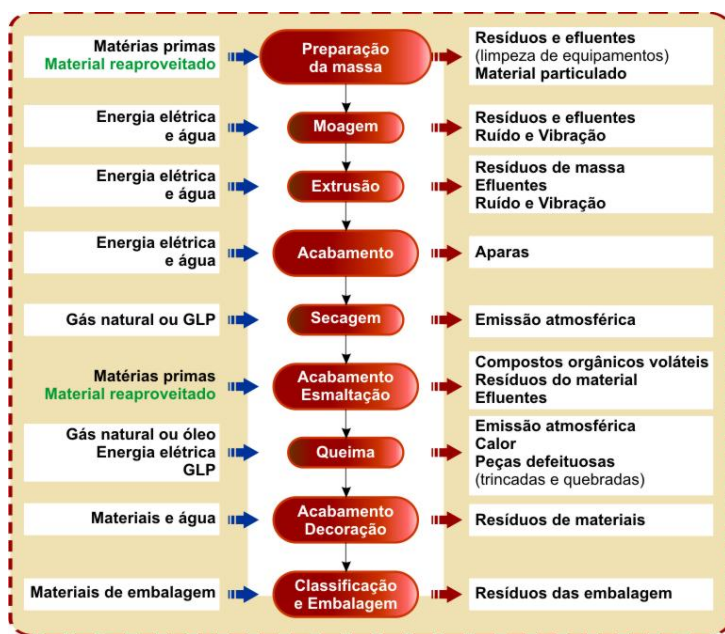 Matérias primas
Material reaproveitado
Preparação
da massa
Resíduos e efluentes
(limpeza de equipamentos)
Material particulado
Energia elétrica
e água
Moagem
Resíduos e efluentes
Ruído e Vibração
Energia elétrica
e água
Extrusão
Resíduos de massa
Efluentes
Ruído e Vibração
Energia elétrica
e água
Acabamento
Aparas
Gás natural ou GLP
Secagem
Emissão atmosférica
Matérias primas
Material reaproveitado
Acabamento
Esmaltação
Compostos orgânicos voláteis
Resíduos do material
Efluentes
Gás natural ou óleo
Energia elétrica
GLP
Queima
Emissão atmosférica
Calor
Peças defeituosas
(trincadas e quebradas)
Materiais e água
Acabamento
Decoração
Resíduos de materiais
Materiais de embalagem
Classificação
e Embalagem
Resíduos das embalagem